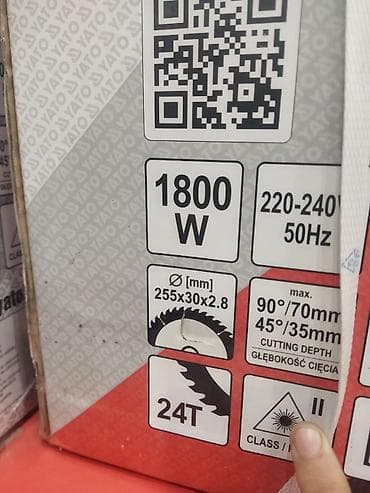 YATO
1800
W
220-240
50Hz
Ø [mm]
255x30x2.8
max.
90°/70mm
45°/35mm
CUTTING DEPTH
GŁĘBOKOŚĆ CIĘCIA
24T
II
CLASS /